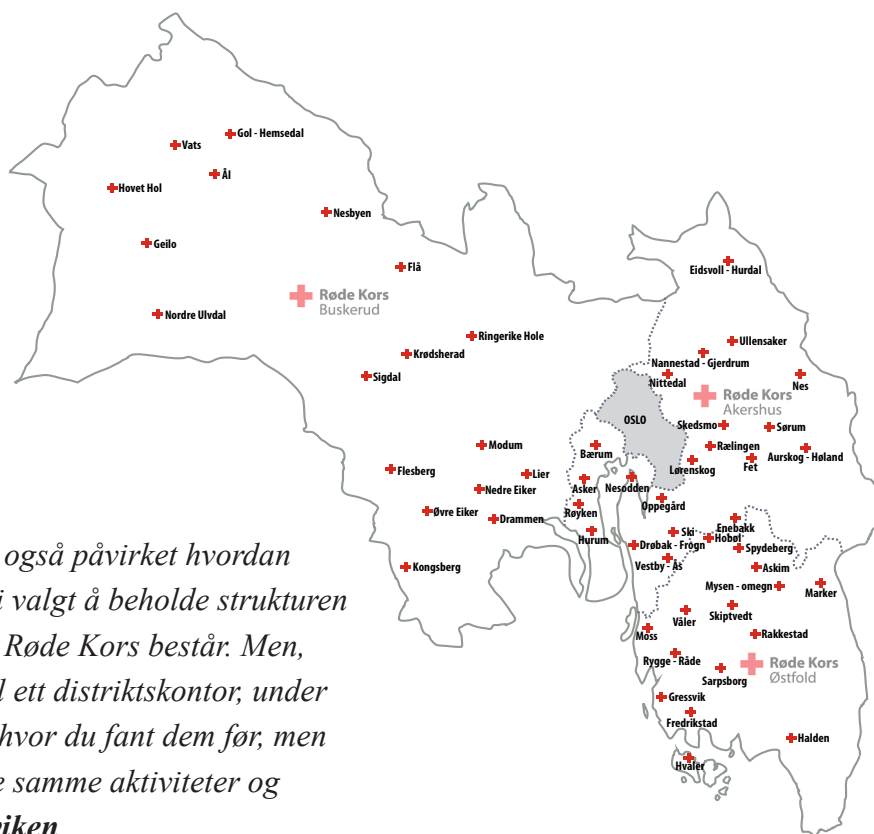 Gol - Hemsedal
Vats
Ål
Hovet Hol
Nesbyen
Geilo
Flå
Eidsvoll - Hurdal
Røde Kors
Buskerud
Nordre Ulvdal
Ringerike Hole
Ullensaker
Krødsherad
Nannestad - Gjerdrum
Sigdal
Nittedal
Nes
Røde Kors
Akershus
OSLO
Skedsmo
Sørum
Modum
Bærum
Rælingen
Aurskog - Høland
Flesberg
Lier
Lørenskog
Fet
Asker
Nesodden
Nedre Eiker
Oppegård
Røyken
Øvre Eiker
Drammen
Enebakk
Hurum
Ski
Hobøl
Drøbak - Frogn
Spydeberg
Vestby - Ås
Kongsberg
Askim
Mysen - omegn
Marker
Våler
Skiptvedt
Moss
Rakkestad
Rygge - Råde
Røde Kors
Østfold
Sarpsborg
Gressvik
Fredrikstad
Halden
Hvaler
også påvirket hvordan
i valgt å beholde strukturen
Røde Kors består. Men,
l ett distriktskontor, under
hvor du fant dem før, men
e samme aktiviteter og
viken